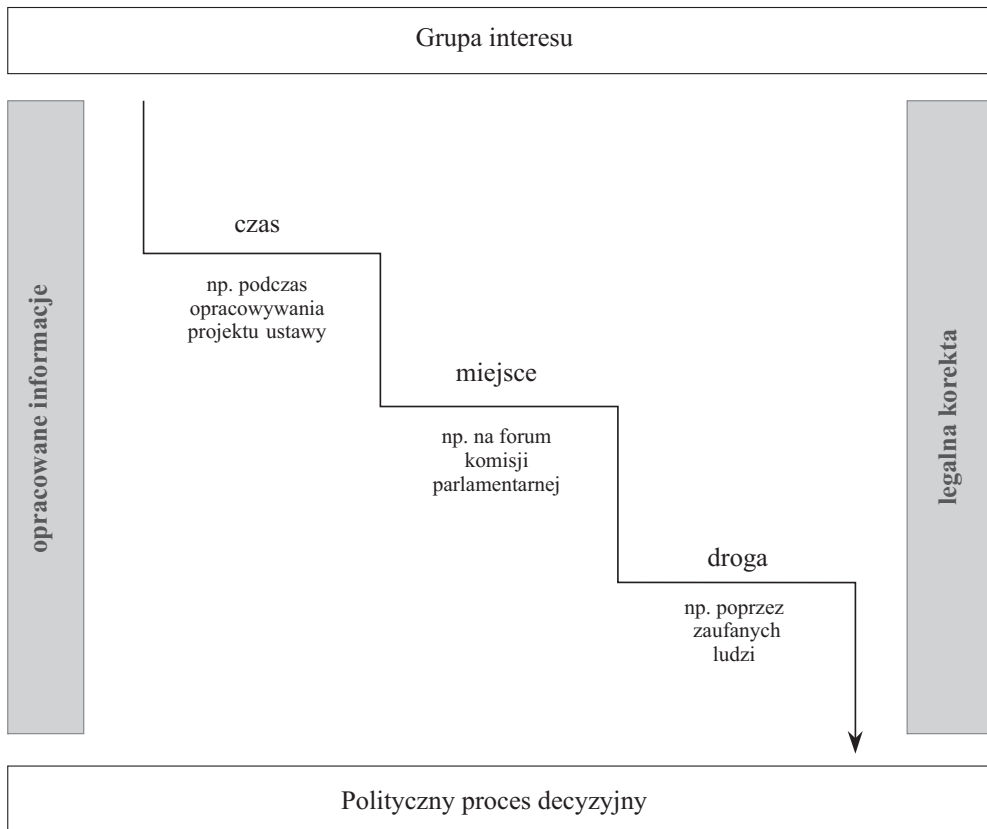 Grupa interesu
opracowane informacje
czas
np. podczas
opracowywania
projektu ustawy
miejsce
np. na forum
komisji
parlamentarnej
droga
np. poprzez
zaufanych
ludzi
legalna korekta
Polityczny proces decyzyjny